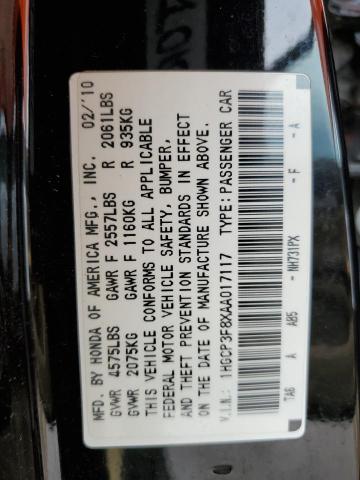 MFD. BY HONDA OF AMERICA MFG., INC. 02/'10
GVWR 4575LBS GAWR F 2557LBS R 2061LBS
GVWR 2075KG GAWR F 1160KG R 935KG
THIS VEHICLE CONFORMS TO ALL APPLICABLE
FEDERAL MOTOR VEHICLE SAFETY, BUMPER,
AND THEFT PREVENTION STANDARDS IN EFFECT
ON THE DATE OF MANUFACTURE SHOWN ABOVE.
V.I.N.: 1HGCP3F8XAA017117 TYPE: PASSENGER CAR
TA6 A AB5 - NH731PX - F - A